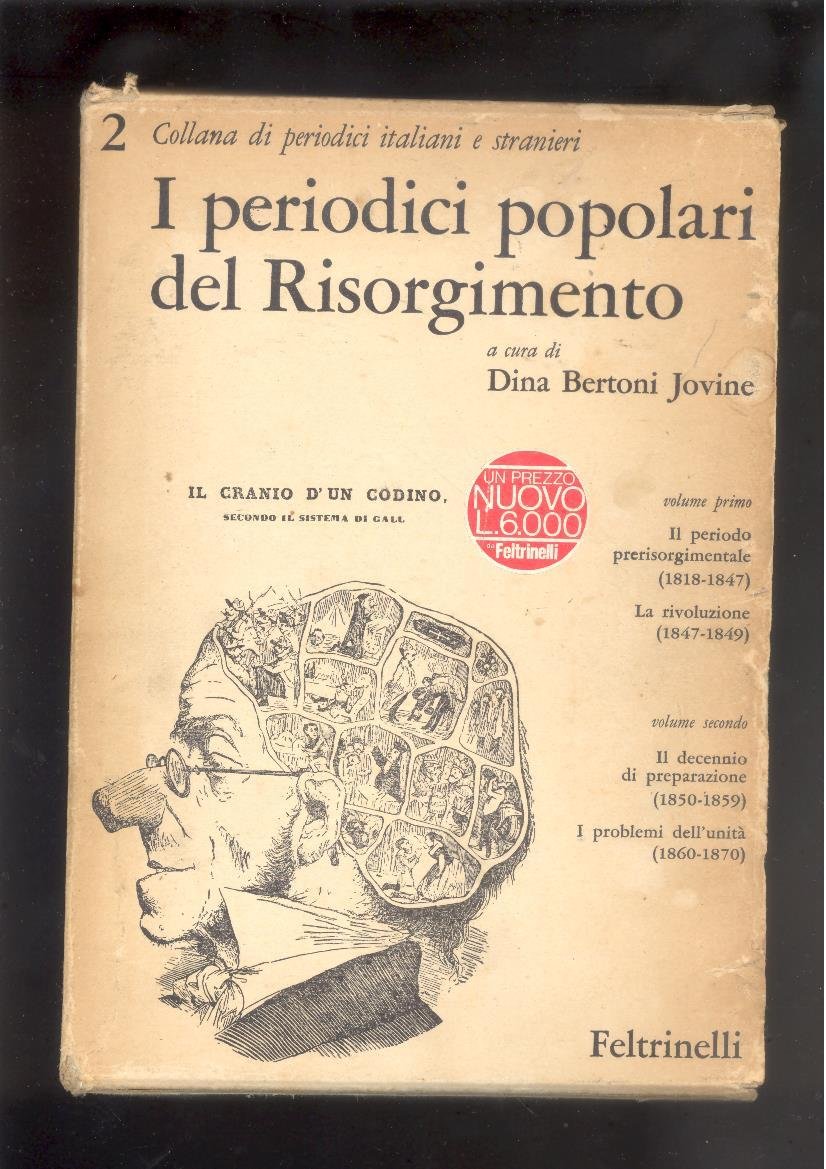 2 Collana di periodici italiani e stranieri
I periodici popolari
del Risorgimento
a cura di
Dina Bertoni Jovine
IL CRANIO D'UN CODINO,
SECONDO IL SISTEMA DI GALL
UN PREZZO
NUOVO
L.6.000
da Feltrinelli
volume primo
Il periodo
prerisorgimentale
(1818-1847)
La rivoluzione
(1847-1849)
volume secondo
Il decennio
di preparazione
(1850-1859)
I problemi dell'unità
(1860-1870)
Feltrinelli